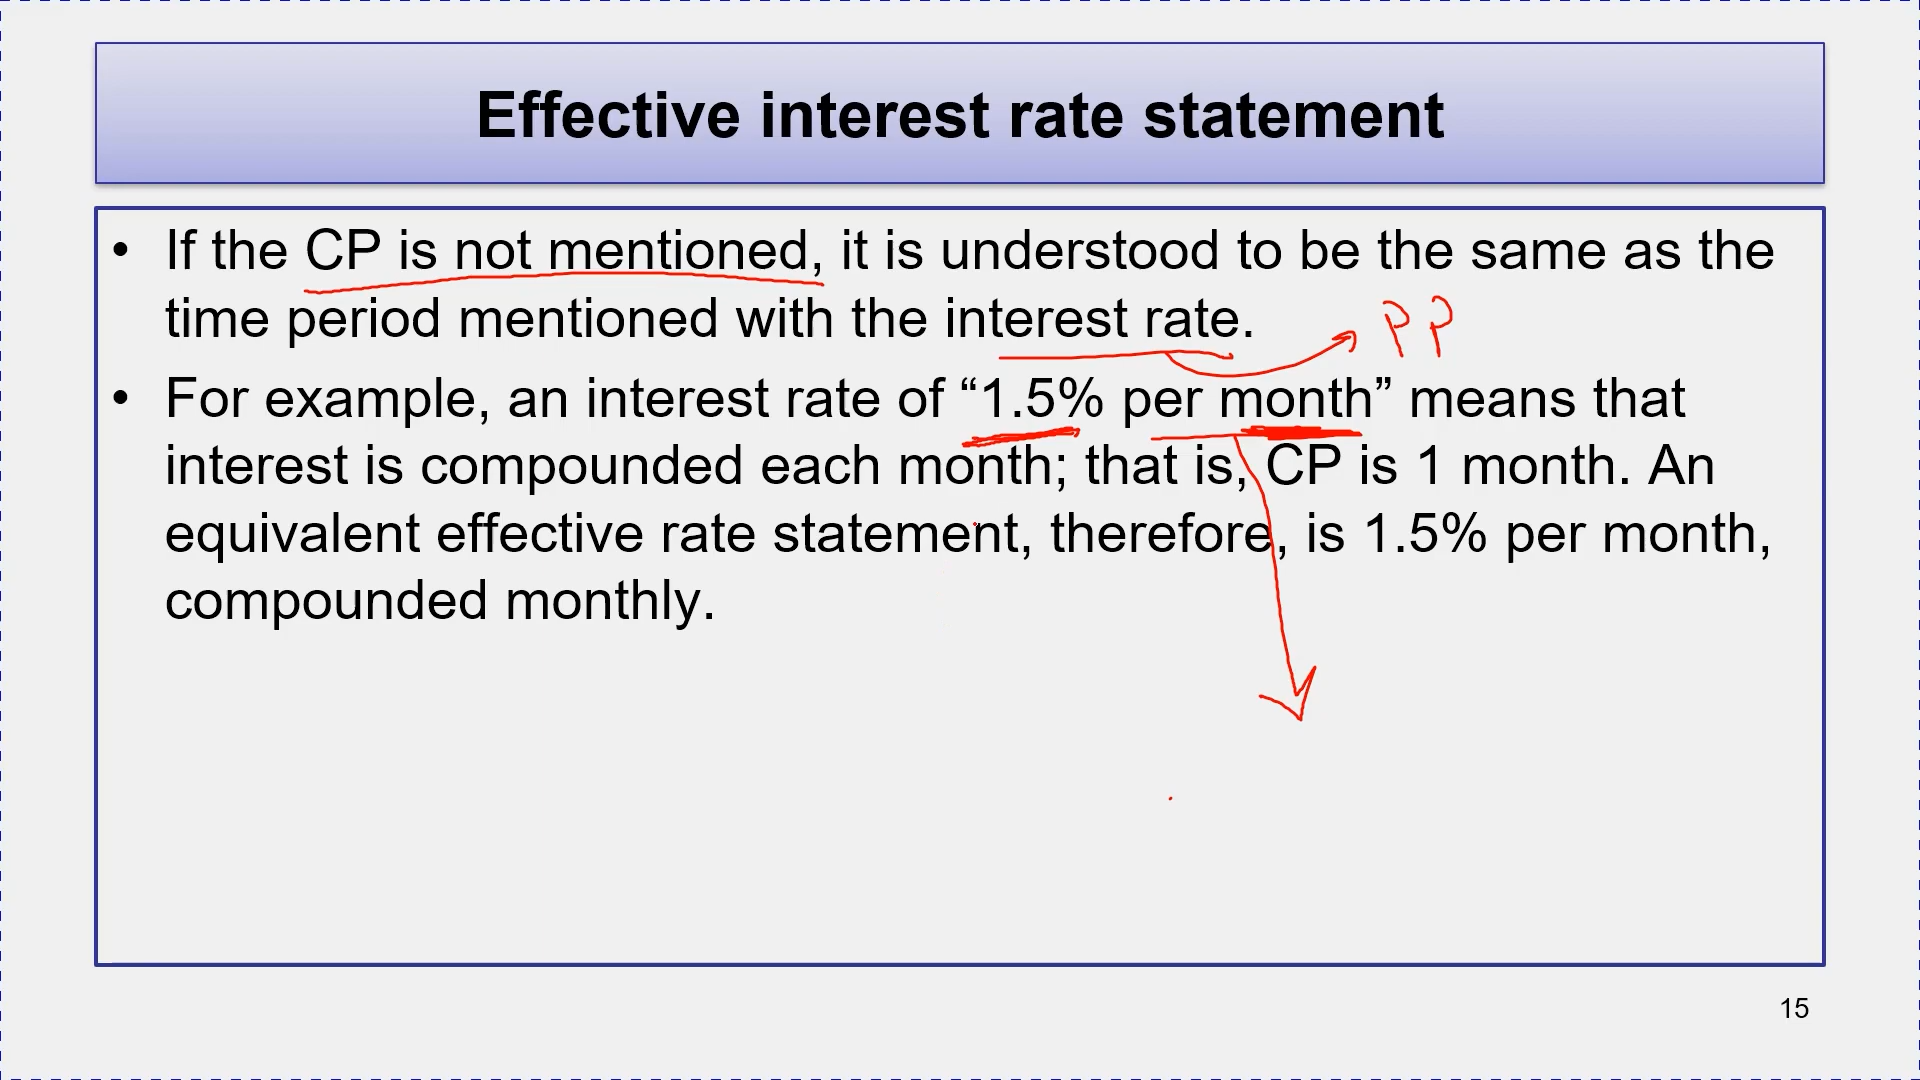 Effective interest rate statement
• If the CP is not mentioned, it is understood to be the same as the
time period mentioned with the interest rate.
PP
• For example, an interest rate of “1.5% per month” means that
interest is compounded each month; that is, CP is 1 month. An
equivalent effective rate statement, therefore, is 1.5% per month,
compounded monthly.
15